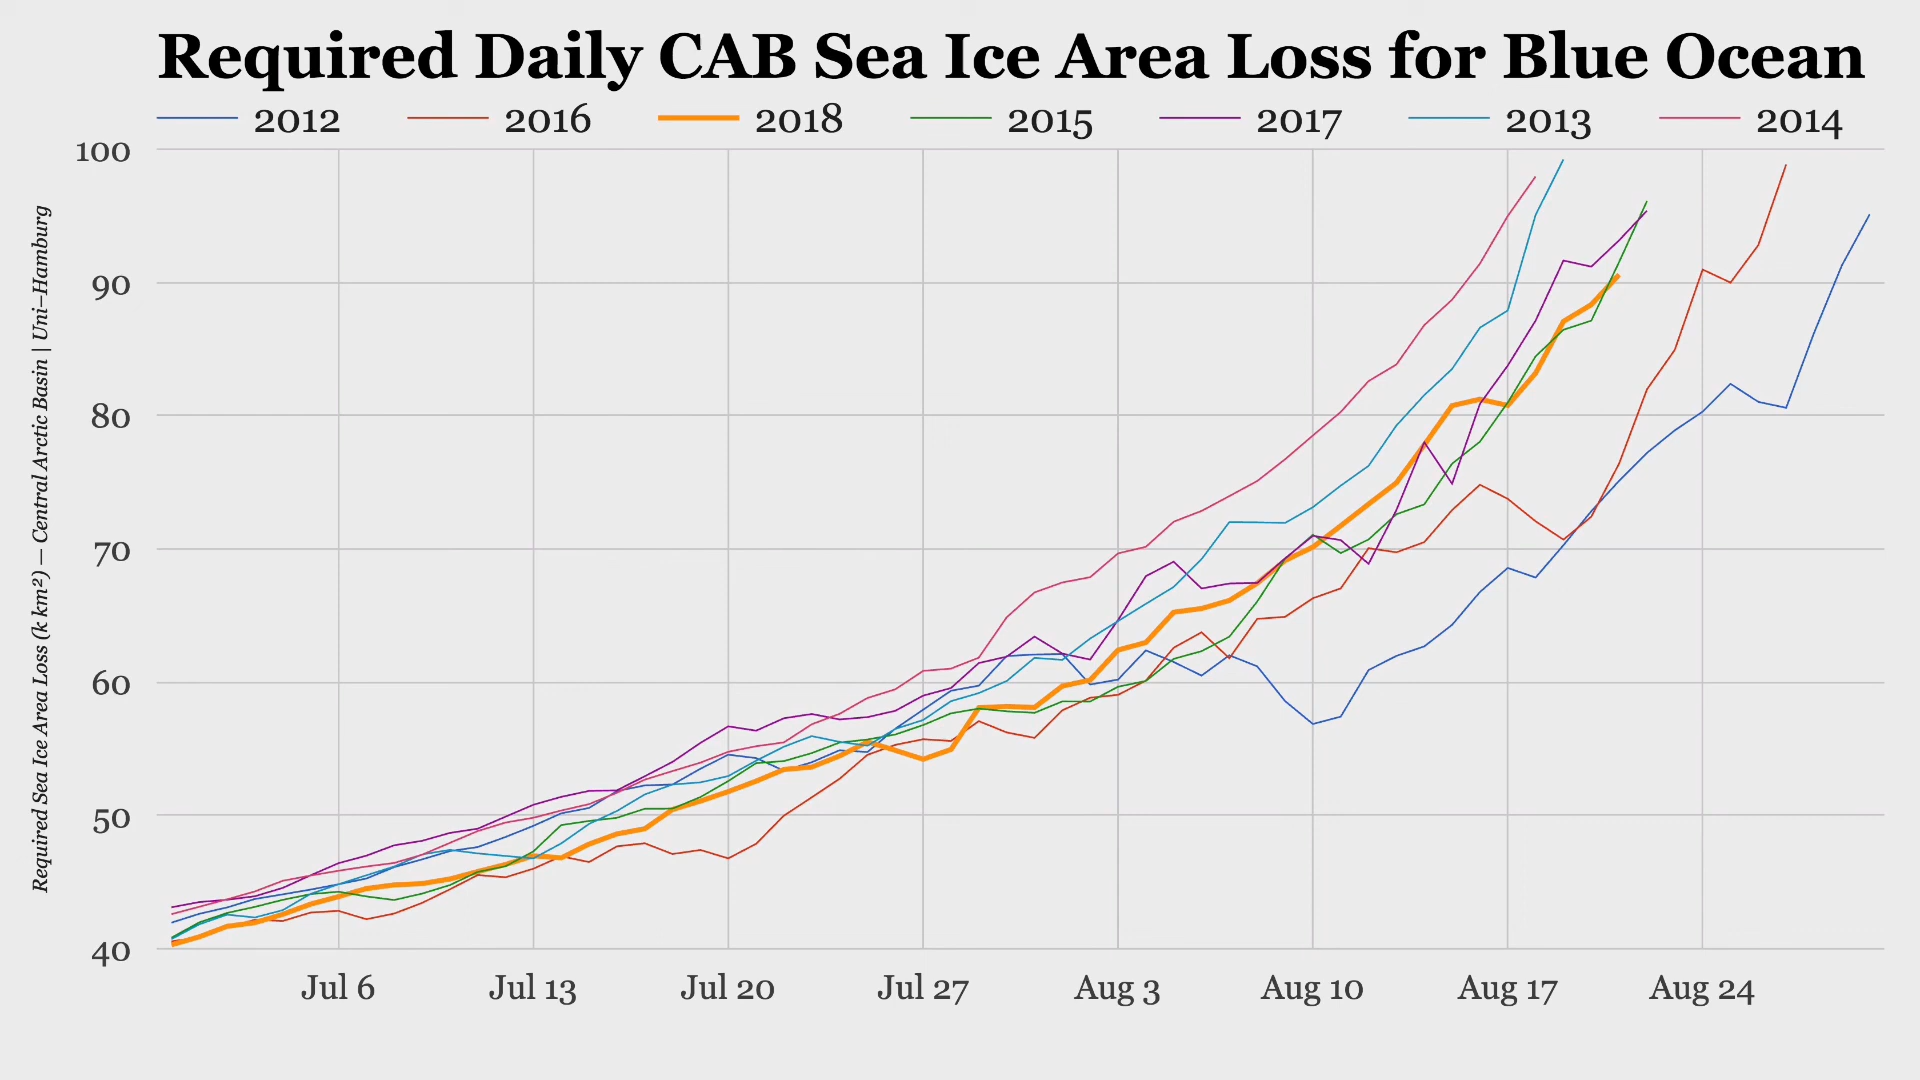 Required Daily CAB Sea Ice Area Loss for Blue Ocean
2012 2016 2018 2015 2017 2013 2014
Required Sea Ice Area Loss (k km²) – Central Arctic Basin | Uni–Hamburg
100
90
80
70
60
50
40
Jul 6 Jul 13 Jul 20 Jul 27 Aug 3 Aug 10 Aug 17 Aug 24